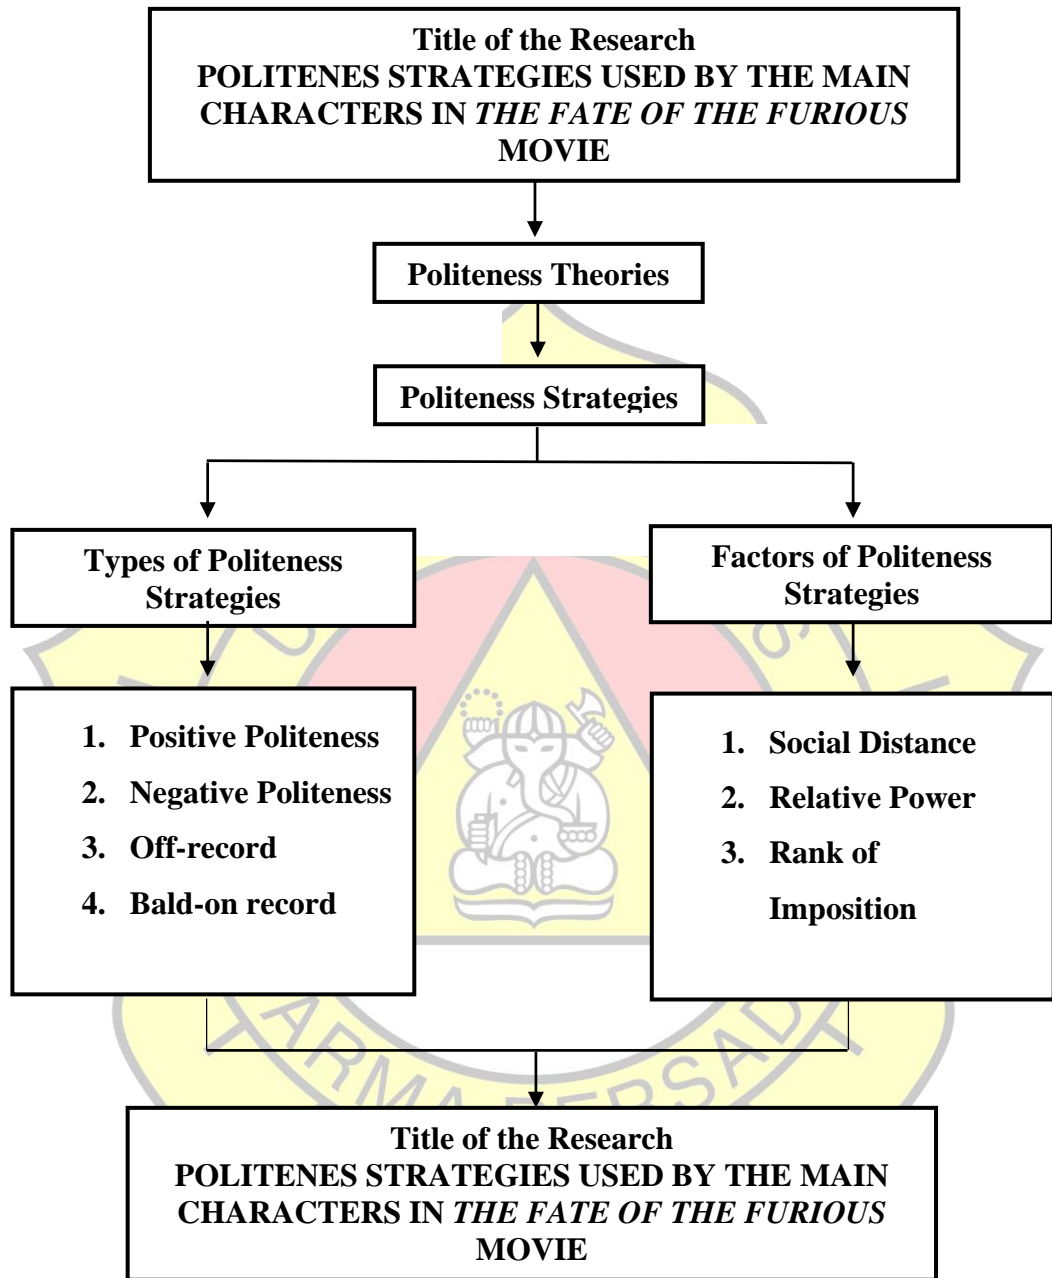 Title of the Research
POLITENES STRATEGIES USED BY THE MAIN
CHARACTERS IN THE FATE OF THE FURIOUS
MOVIE
Politeness Theories
Politeness Strategies
Types of Politeness
Strategies
Factors of Politeness
Strategies
1. Positive Politeness
2. Negative Politeness
3. Off-record
4. Bald-on record
1. Social Distance
2. Relative Power
3. Rank of
Imposition
Title of the Research
POLITENES STRATEGIES USED BY THE MAIN
CHARACTERS IN THE FATE OF THE FURIOUS
MOVIE